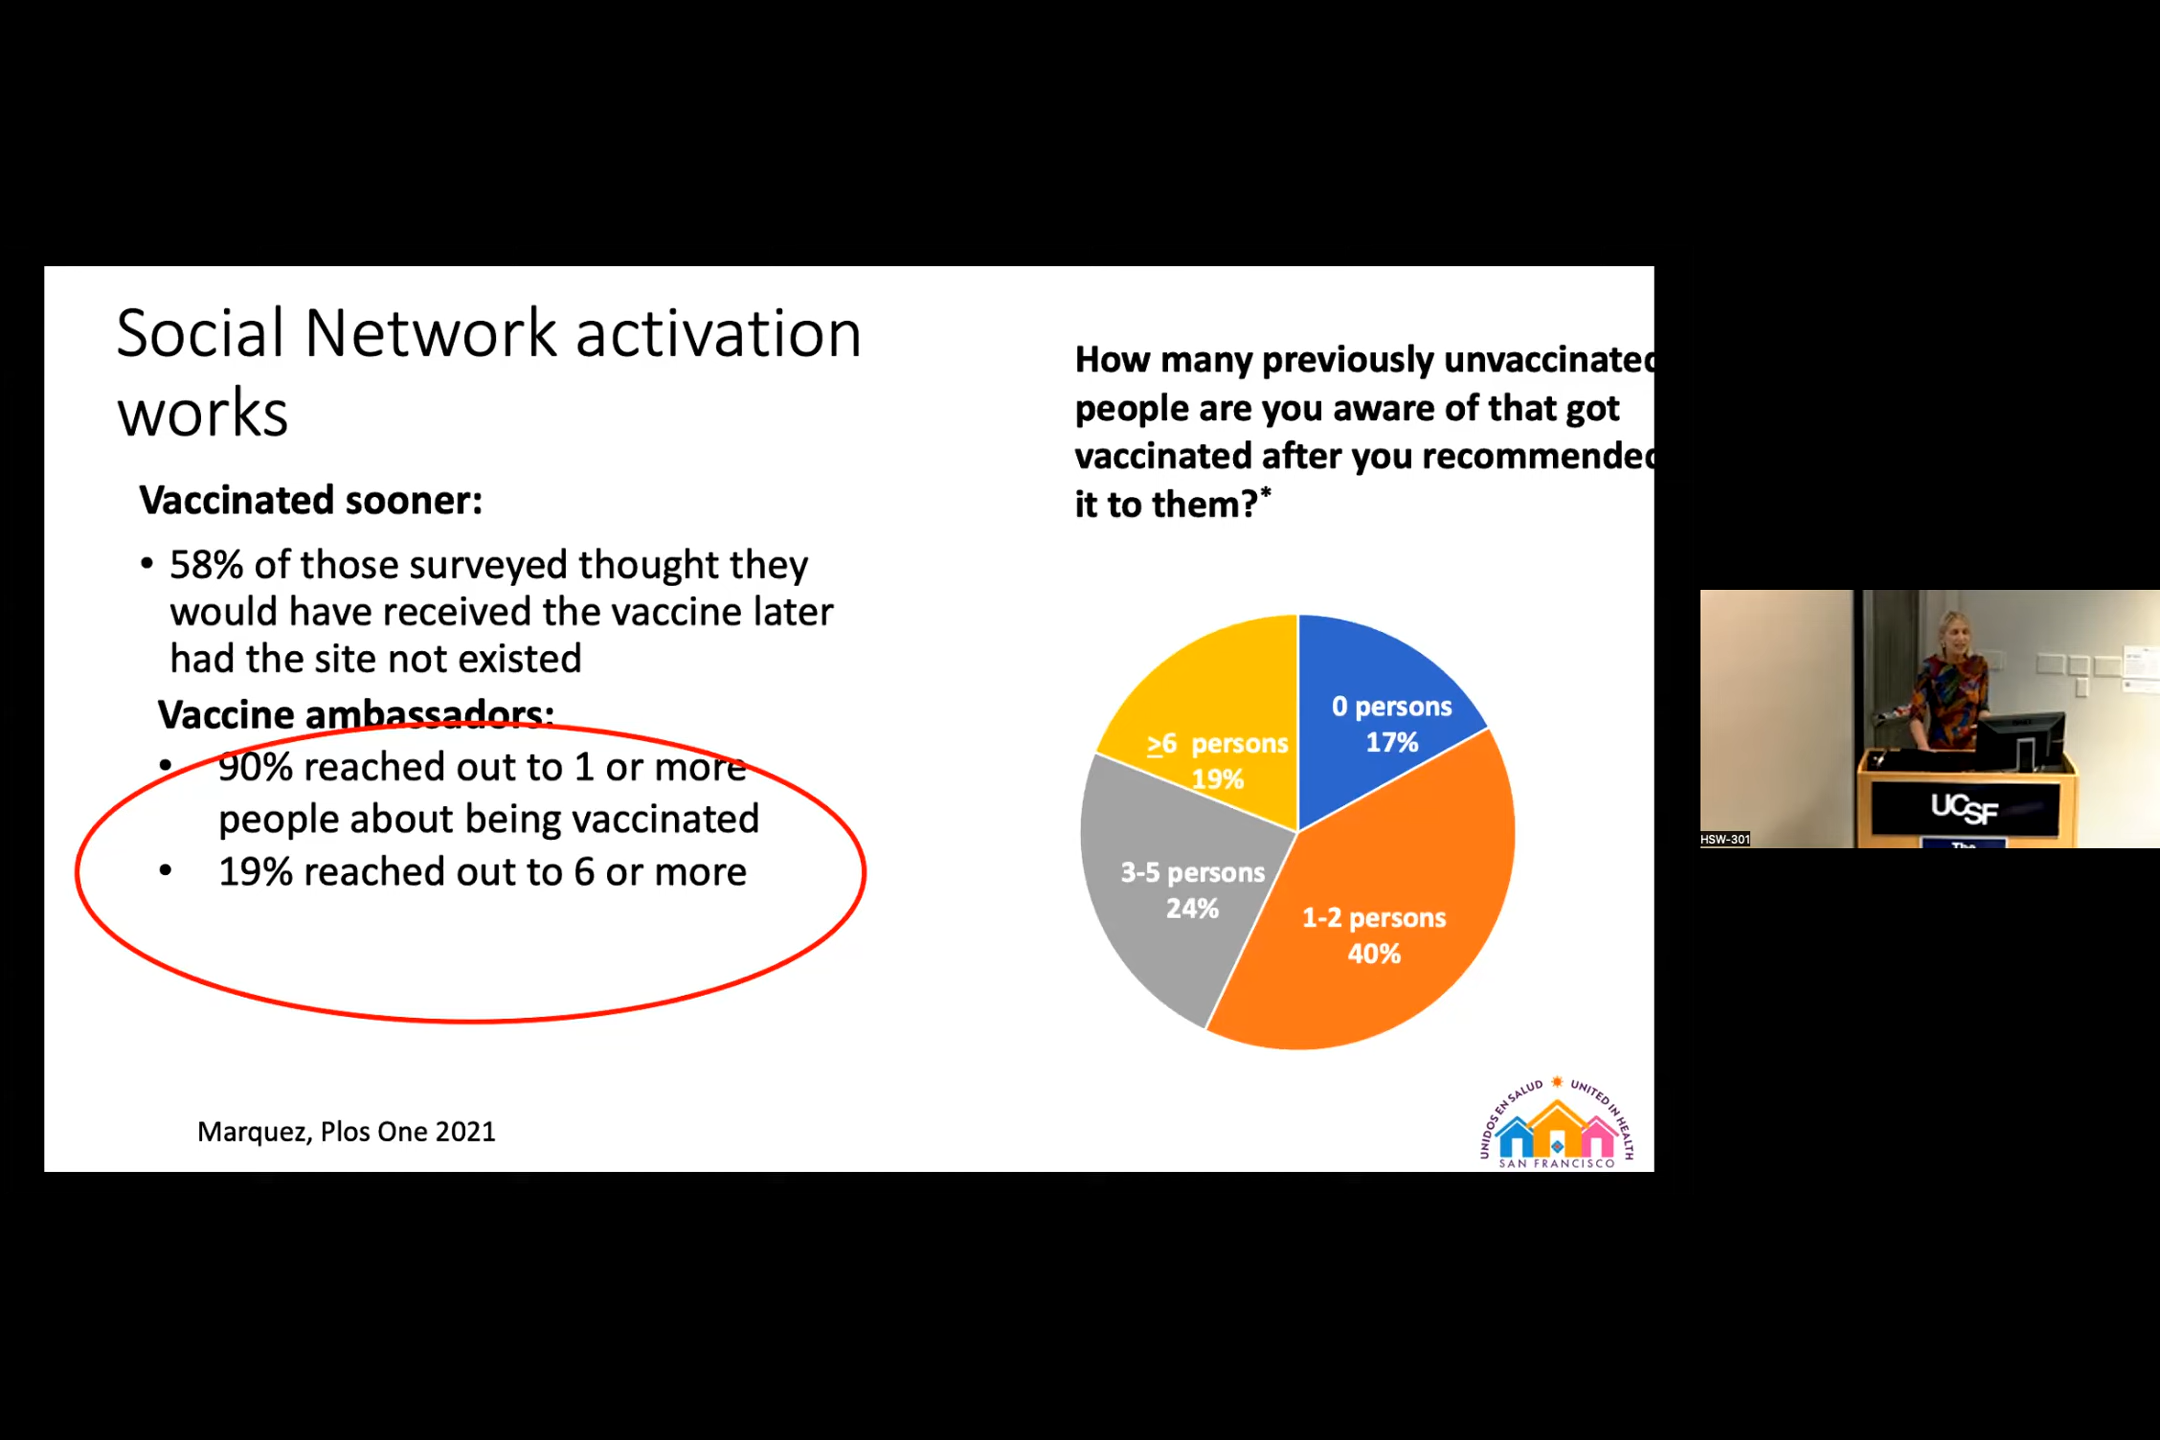 Social Network activation
works
Vaccinated sooner:
• 58% of those surveyed thought they
would have received the vaccine later
had the site not existed
Vaccine ambassadors:
• 90% reached out to 1 or more
people about being vaccinated
• 19% reached out to 6 or more
Marquez, Plos One 2021
How many previously unvaccinated
people are you aware of that got
vaccinated after you recommended
it to them?*
0 persons
17%
≥6 persons
19%
3-5 persons
24%
1-2 persons
40%
UNIDOS EN SALUD UNITED IN HEALTH
SAN FRANCISCO
UCSF
The
HSW-301